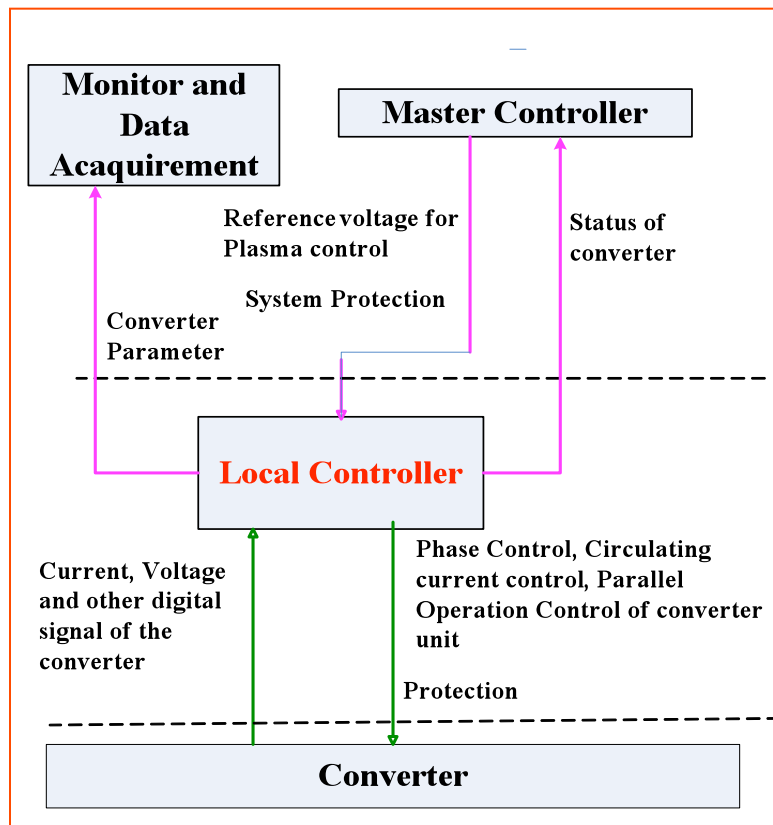 Monitor and
Data
Acaquirement
Master Controller
Reference voltage for
Plasma control
Status of
converter
System Protection
Converter
Parameter
Local Controller
Current, Voltage
and other digital
signal of the
converter
Phase Control, Circulating
current control, Parallel
Operation Control of converter
unit
Protection
Converter